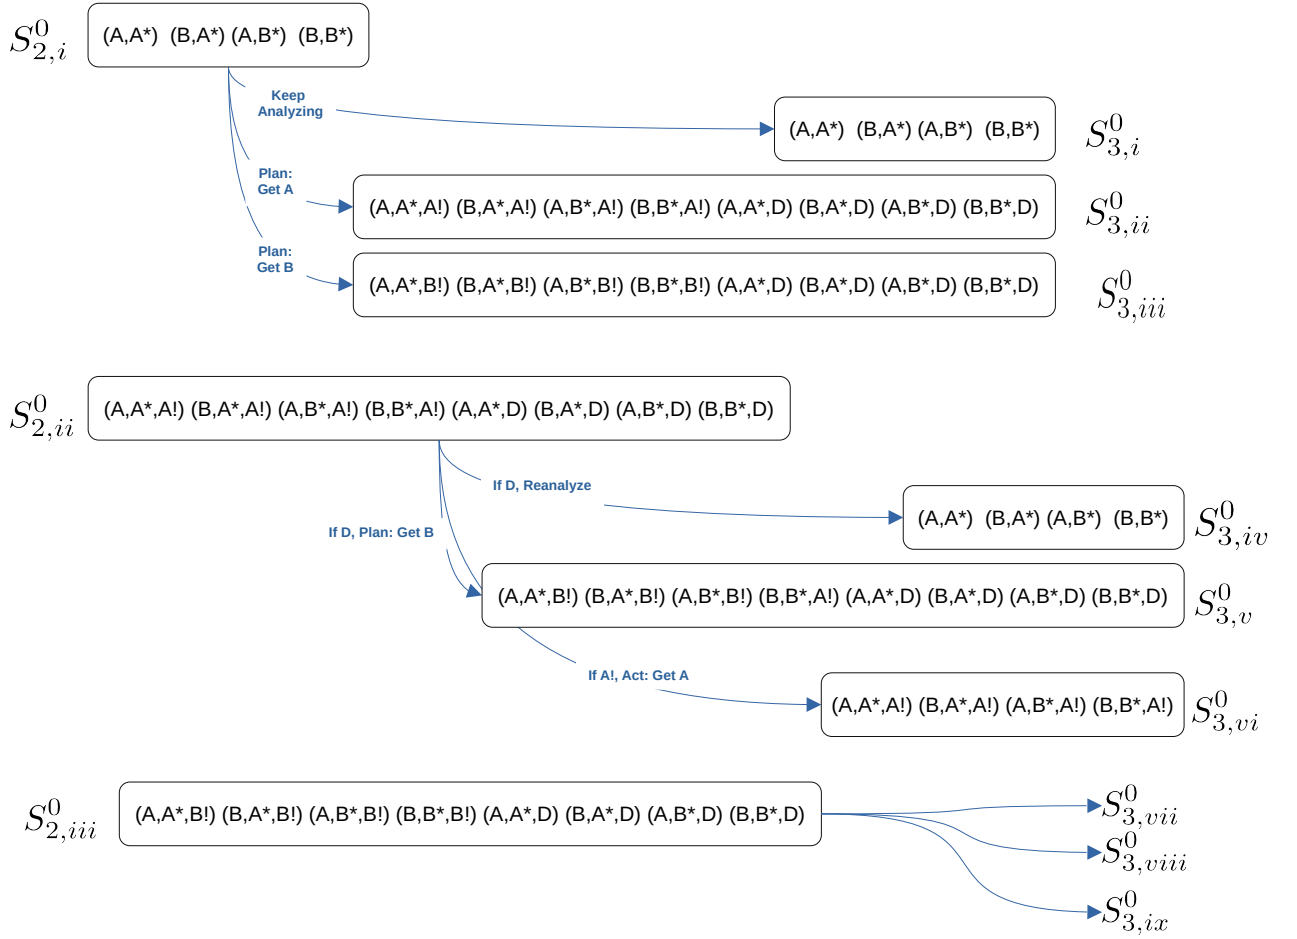 $S^0_{2,i}$ (A,A*) (B,A*) (A,B*) (B,B*)
Keep
Analyzing
(A,A*) (B,A*) (A,B*) (B,B*) $S^0_{3,i}$
Plan:
Get A
(A,A*,A!) (B,A*,A!) (A,B*,A!) (B,B*,A!) (A,A*,D) (B,A*,D) (A,B*,D) (B,B*,D) $S^0_{3,ii}$
Plan:
Get B
(A,A*,B!) (B,A*,B!) (A,B*,B!) (B,B*,B!) (A,A*,D) (B,A*,D) (A,B*,D) (B,B*,D) $S^0_{3,iii}$
$S^0_{2,ii}$ (A,A*,A!) (B,A*,A!) (A,B*,A!) (B,B*,A!) (A,A*,D) (B,A*,D) (A,B*,D) (B,B*,D)
If D, Reanalyze
(A,A*) (B,A*) (A,B*) (B,B*) $S^0_{3,iv}$
If D, Plan: Get B
(A,A*,B!) (B,A*,B!) (A,B*,B!) (B,B*,A!) (A,A*,D) (B,A*,D) (A,B*,D) (B,B*,D) $S^0_{3,v}$
If A!, Act: Get A
(A,A*,A!) (B,A*,A!) (A,B*,A!) (B,B*,A!) $S^0_{3,vi}$
$S^0_{2,iii}$ (A,A*,B!) (B,A*,B!) (A,B*,B!) (B,B*,B!) (A,A*,D) (B,A*,D) (A,B*,D) (B,B*,D)
$S^0_{3,vii}$
$S^0_{3,viii}$
$S^0_{3,ix}$